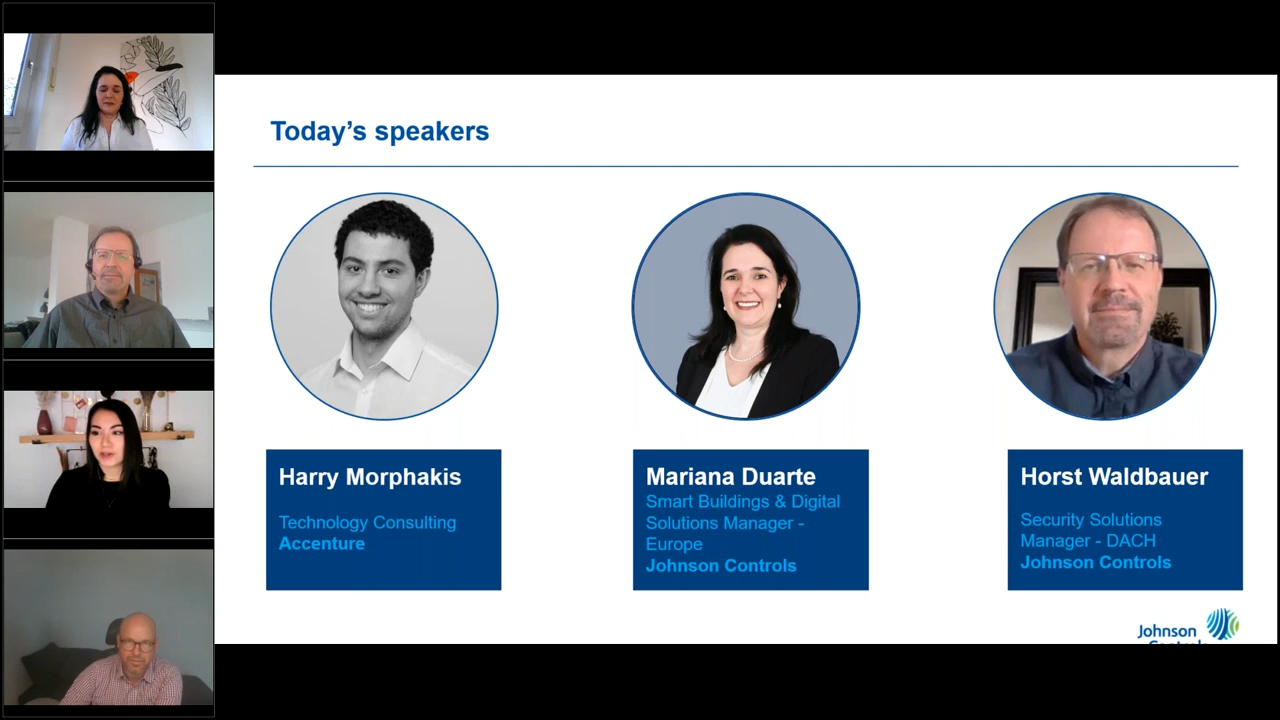 Today's speakers
Harry Morphakis
Technology Consulting
Accenture
Mariana Duarte
Smart Buildings & Digital
Solutions Manager -
Europe
Johnson Controls
Horst Waldbauer
Security Solutions
Manager - DACH
Johnson Controls
Johnson
Controls